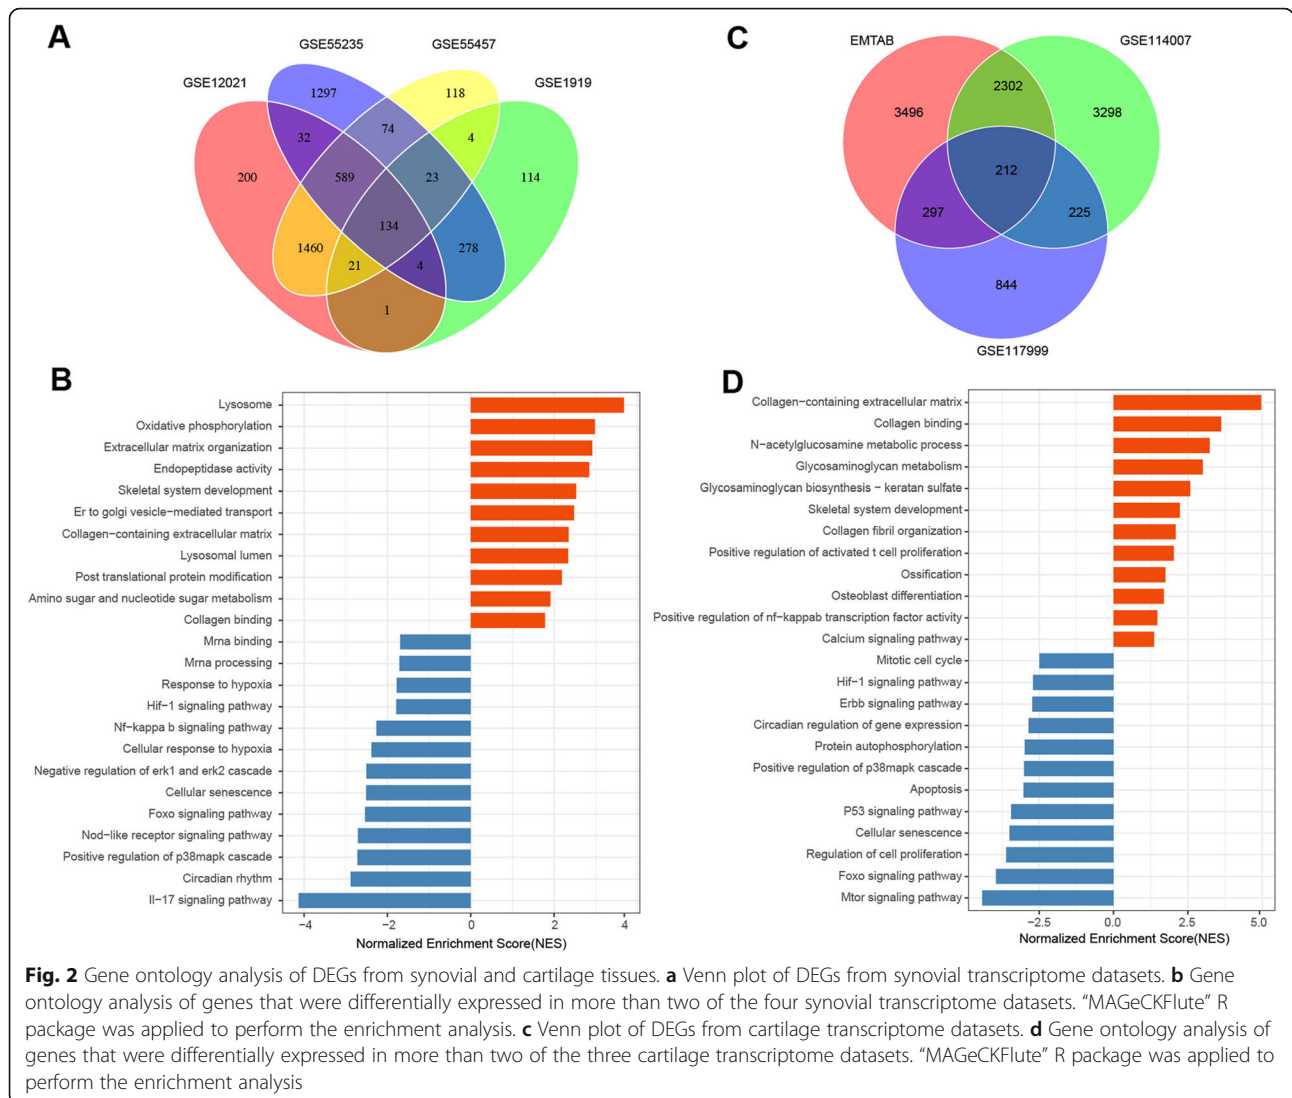 A
GSE55235
GSE55457
GSE12021
GSE1919
1297
118
32
74
4
200
589
23
114
134
1460
21
4
278
1
C
EMTAB
GSE114007
2302
3496
3298
212
297
225
844
GSE117999
B
Lysosome
Oxidative phosphorylation
Extracellular matrix organization
Endopeptidase activity
Skeletal system development
Er to golgi vesicle−mediated transport
Collagen−containing extracellular matrix
Lysosomal lumen
Post translational protein modification
Amino sugar and nucleotide sugar metabolism
Collagen binding
Mrna binding
Mrna processing
Response to hypoxia
Hif−1 signaling pathway
Nf−kappa b signaling pathway
Cellular response to hypoxia
Negative regulation of erk1 and erk2 cascade
Cellular senescence
Foxo signaling pathway
Nod−like receptor signaling pathway
Positive regulation of p38mapk cascade
Circadian rhythm
Il−17 signaling pathway
−4 −2 0 2 4
Normalized Enrichment Score(NES)
D
Collagen−containing extracellular matrix
Collagen binding
N−acetylglucosamine metabolic process
Glycosaminoglycan metabolism
Glycosaminoglycan biosynthesis − keratan sulfate
Skeletal system development
Collagen fibril organization
Positive regulation of activated t cell proliferation
Ossification
Osteoblast differentiation
Positive regulation of nf−kappab transcription factor activity
Calcium signaling pathway
Mitotic cell cycle
Hif−1 signaling pathway
Erbb signaling pathway
Circadian regulation of gene expression
Protein autophosphorylation
Positive regulation of p38mapk cascade
Apoptosis
P53 signaling pathway
Cellular senescence
Regulation of cell proliferation
Foxo signaling pathway
Mtor signaling pathway
−2.5 0.0 2.5 5.0
Normalized Enrichment Score(NES)
Fig. 2 Gene ontology analysis of DEGs from synovial and cartilage tissues. a Venn plot of DEGs from synovial transcriptome datasets. b Gene
ontology analysis of genes that were differentially expressed in more than two of the four synovial transcriptome datasets. “MAGeCKFlute” R
package was applied to perform the enrichment analysis. c Venn plot of DEGs from cartilage transcriptome datasets. d Gene ontology analysis of
genes that were differentially expressed in more than two of the three cartilage transcriptome datasets. “MAGeCKFlute” R package was applied to
perform the enrichment analysis